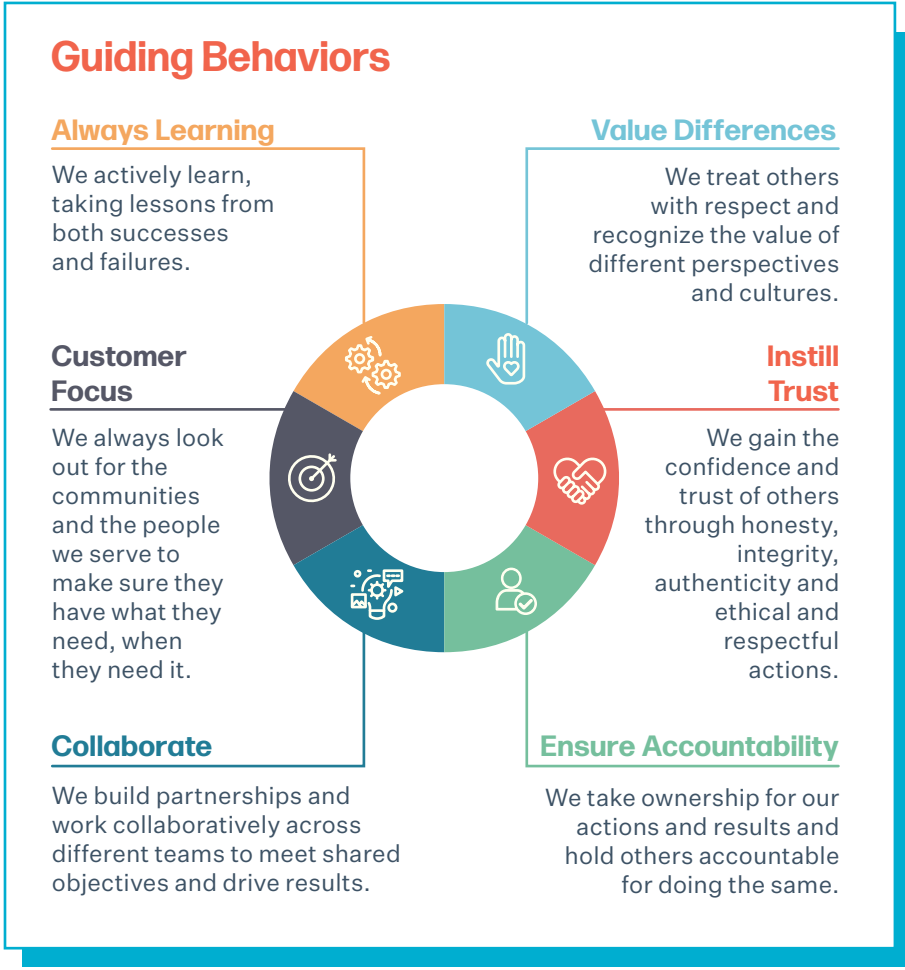 Guiding Behaviors
Always Learning
We actively learn,
taking lessons from
both successes
and failures.
Value Differences
We treat others
with respect and
recognize the value of
different perspectives
and cultures.
Customer
Focus
We always look
out for the
communities
and the people
we serve to
make sure they
have what they
need, when
they need it.
Instill
Trust
We gain the
confidence and
trust of others
through honesty,
integrity,
authenticity and
ethical and
respectful
actions.
Collaborate
We build partnerships and
work collaboratively across
different teams to meet shared
objectives and drive results.
Ensure Accountability
We take ownership for our
actions and results and
hold others accountable
for doing the same.